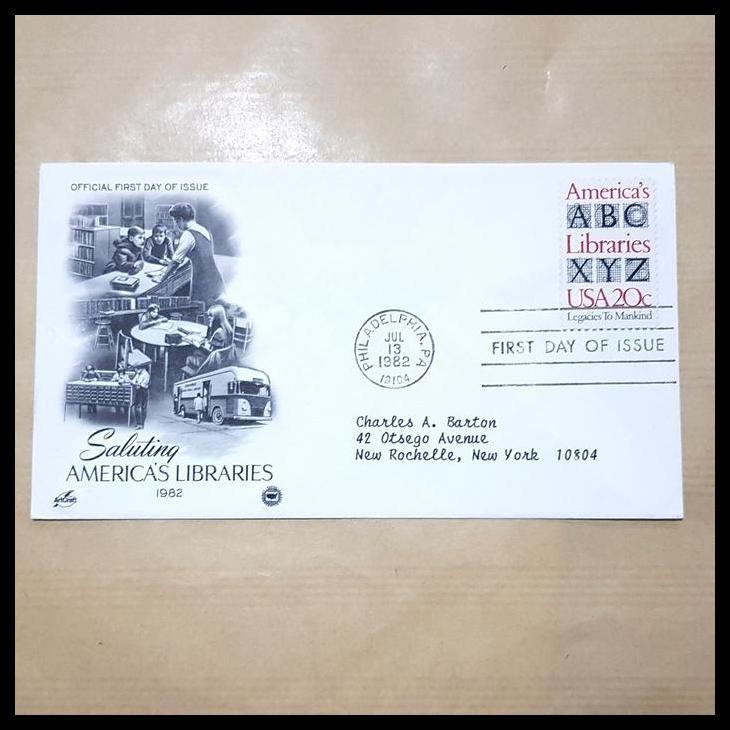 OFFICIAL FIRST DAY OF ISSUE
America's
ABC
Libraries
XYZ
USA 20c
Legacies To Mankind
PHILADELPHIA, PA
JUL
13
1982
19104
FIRST DAY OF ISSUE
Charles A. Barton
42 Otsego Avenue
New Rochelle, New York 10804
Saluting
AMERICA'S LIBRARIES
1982
ArtCraft